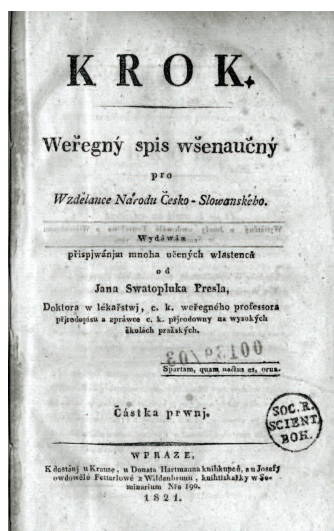 KROK.
Weřegný spis wšenaučný
pro
Wzdělance Národu Česko-Slowanského.
Wydáwán
přispjwánjm mnoha učených wlastenců
od
Jana Swatopluka Presla,
Doktora w lékařstwj, c. k. weřegného professora
přjrodopisu a zpráwce c. k. přjrodowny na wysokých
školách pražských.
Spartam, quam nactus es, orna.
Částka prwnj.
SOC. R.
SCIENT.
BOH.
W PRAZE,
K dostánj u Krause, u Donata Hartmanna knihkupců, a u Josefy
owdowělé Fetterlowé z Wildenbrunu, knihtiskařky w Se-
minarium Nro 190.
1821.